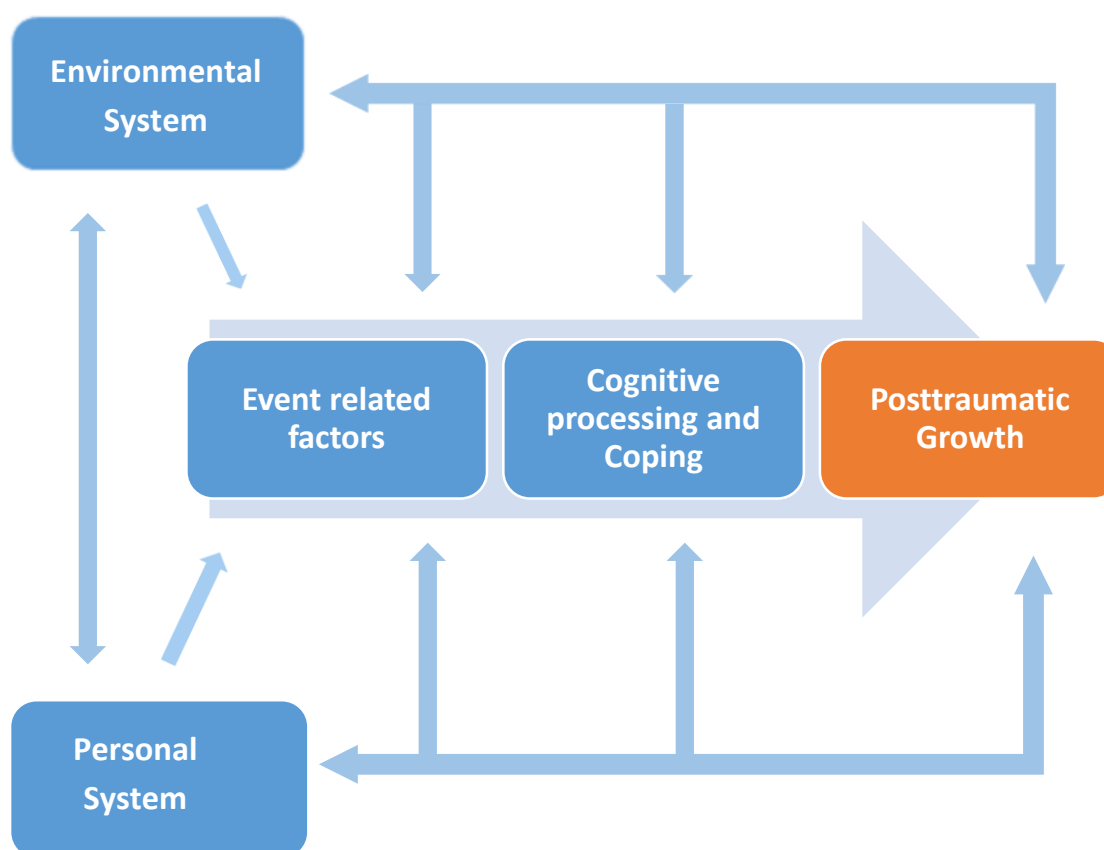 Environmental
System
Event related
factors
Cognitive
processing and
Coping
Posttraumatic
Growth
Personal
System